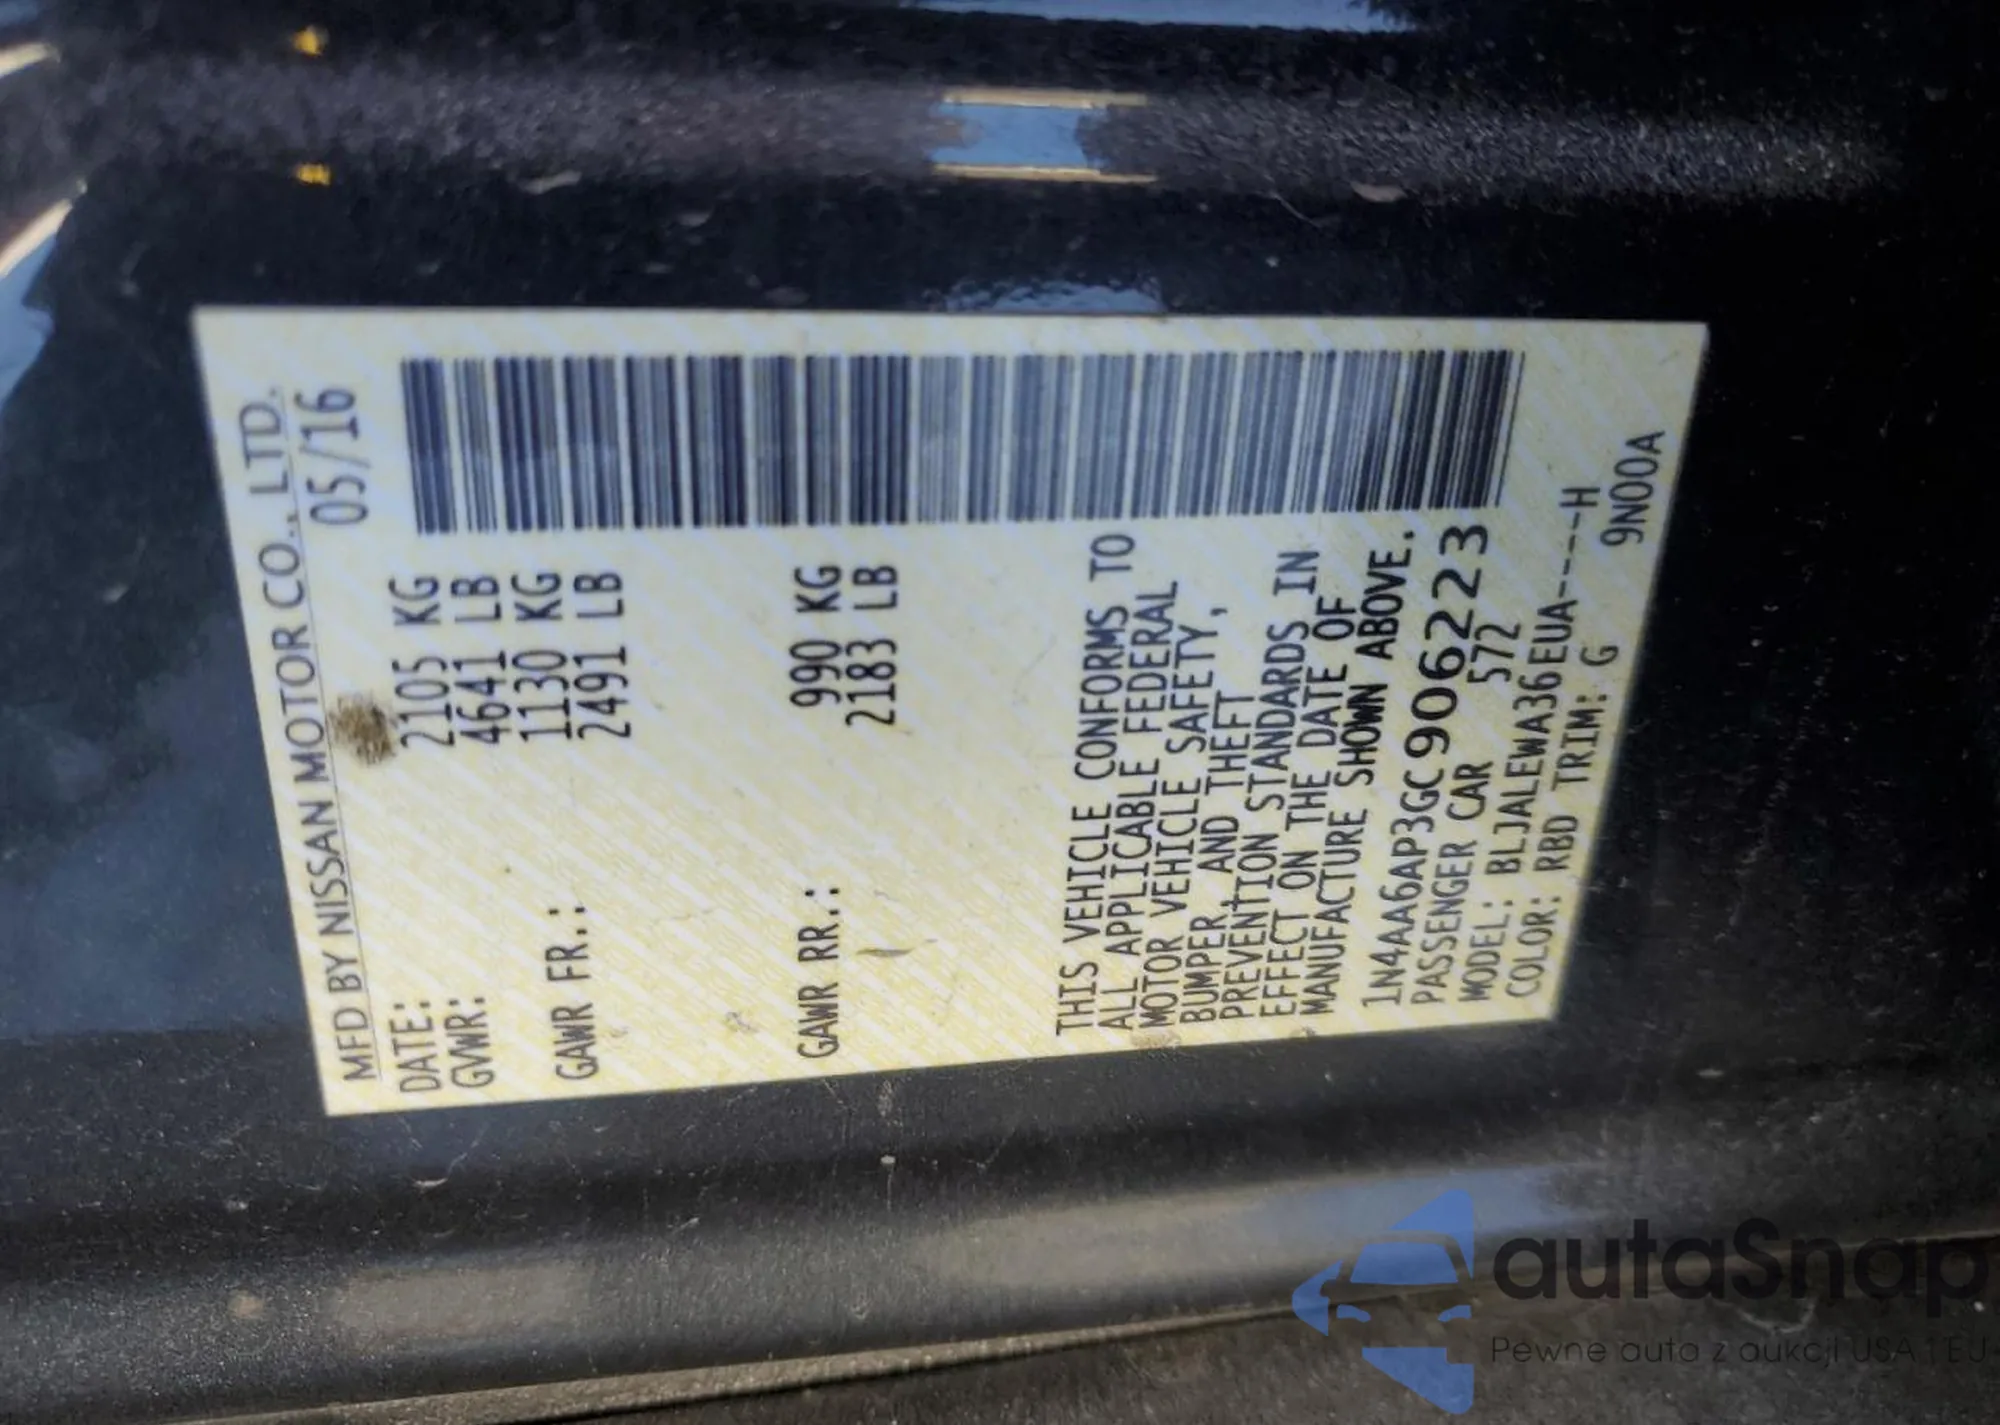 MFD BY NISSAN MOTOR CO., LTD.
DATE: 05/16
GVWR: 2105 KG
4641 LB
GAWR FR.: 1130 KG
2491 LB
GAWR RR.: 990 KG
2183 LB
THIS VEHICLE CONFORMS TO
ALL APPLICABLE FEDERAL
MOTOR VEHICLE SAFETY,
BUMPER, AND THEFT
PREVENTION STANDARDS IN
EFFECT ON THE DATE OF
MANUFACTURE SHOWN ABOVE.
1N4AA6AP3GC906223
PASSENGER CAR 572
MODEL: BLJALEWA36EUA----H
COLOR: RBD TRIM: G 9N00A
autaSnap
Pewne auta z aukcji USA i EU